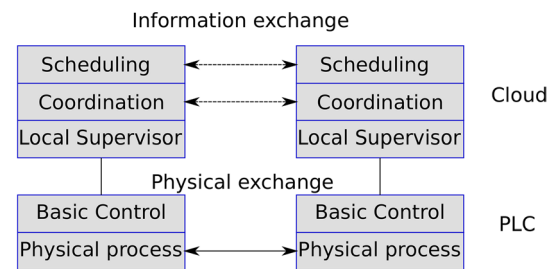 Information exchange
Scheduling
Scheduling
Coordination
Coordination
Cloud
Local Supervisor
Local Supervisor
Physical exchange
Basic Control
Basic Control
PLC
Physical process
Physical process